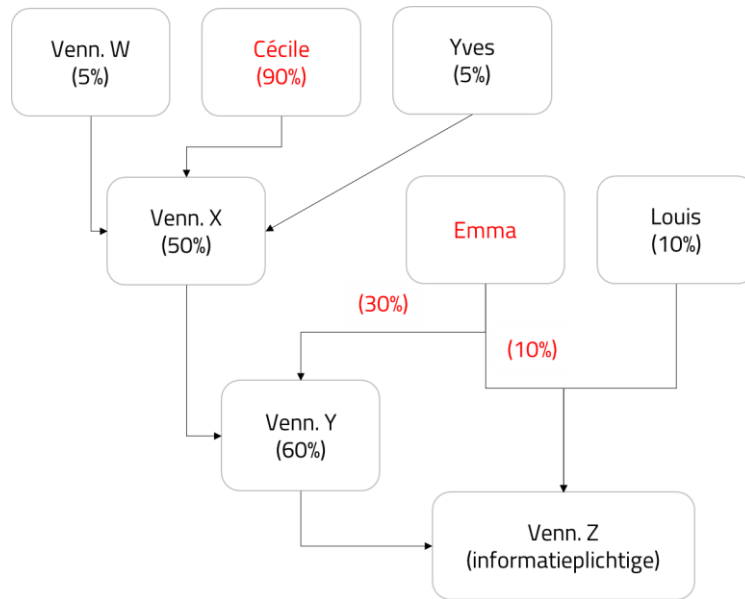 Venn. W
(5%)
Cécile
(90%)
Yves
(5%)
Venn. X
(50%)
Emma
Louis
(10%)
(30%)
(10%)
Venn. Y
(60%)
Venn. Z
(informatieplichtige)